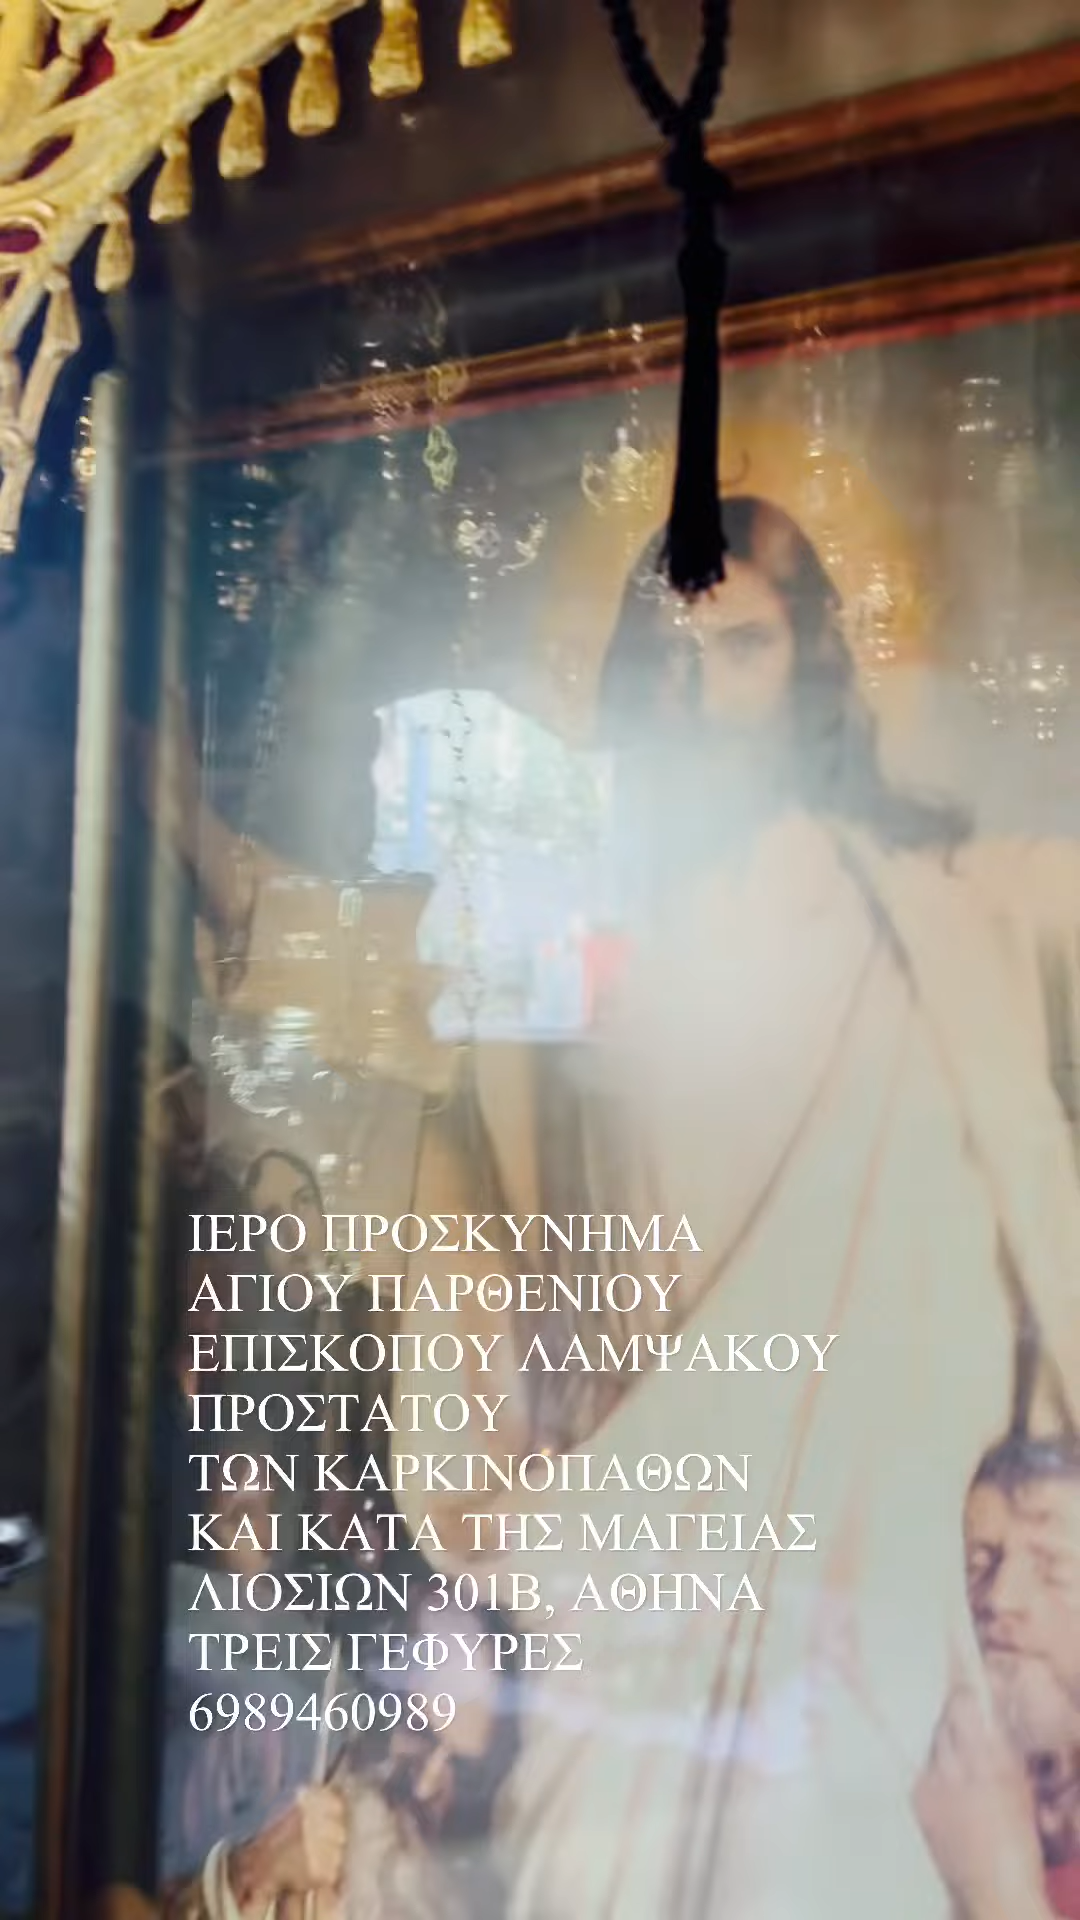 ΙΕΡΟ ΠΡΟΣΚΥΝΗΜΑ
ΑΓΙΟΥ ΠΑΡΘΕΝΙΟΥ
ΕΠΙΣΚΟΠΟΥ ΛΑΜΨΑΚΟΥ
ΠΡΟΣΤΑΤΟΥ
ΤΩΝ ΚΑΡΚΙΝΟΠΑΘΩΝ
ΚΑΙ ΚΑΤΑ ΤΗΣ ΜΑΓΕΙΑΣ
ΛΙΟΣΙΩΝ 301Β, ΑΘΗΝΑ
ΤΡΕΙΣ ΓΕΦΥΡΕΣ
6989460989